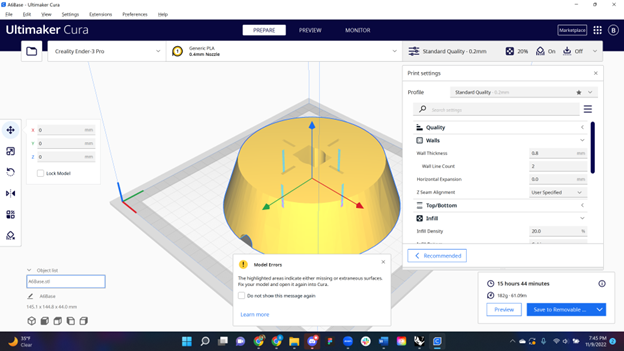 AliBase - Ultimaker Cura
File Edit View Settings Extensions Preferences Help
Ultimaker Cura
PREPARE PREVIEW MONITOR
Marketplace
B
Creality Ender-3 Pro
Generic PLA
0.4mm Nozzle
Standard Quality - 0.2mm
20%
On
Off
Print settings
Profile Standard Quality - 0.2mm
Search settings
Quality
Walls
Wall Thickness 0.8 mm
Wall Line Count 2
Horizontal Expansion 0.0 mm
Z Seam Alignment User Specified
Top/Bottom
Infill
Infill Density 20.0 %
Recommended
X 0 mm
Y 0 mm
Z 0 mm
Lock Model
Model Errors
The highlighted areas indicate either missing or extraneous surfaces.
Fix your model and open it again into Cura.
Do not show this message again
Learn more
Object list
AliBase.stl
AliBase
145.1 x 144.8 x 44.0 mm
15 hours 44 minutes
182g · 61.09m
Preview
Save to Removable ...
35°F
Clear
7:45 PM
11/8/2022